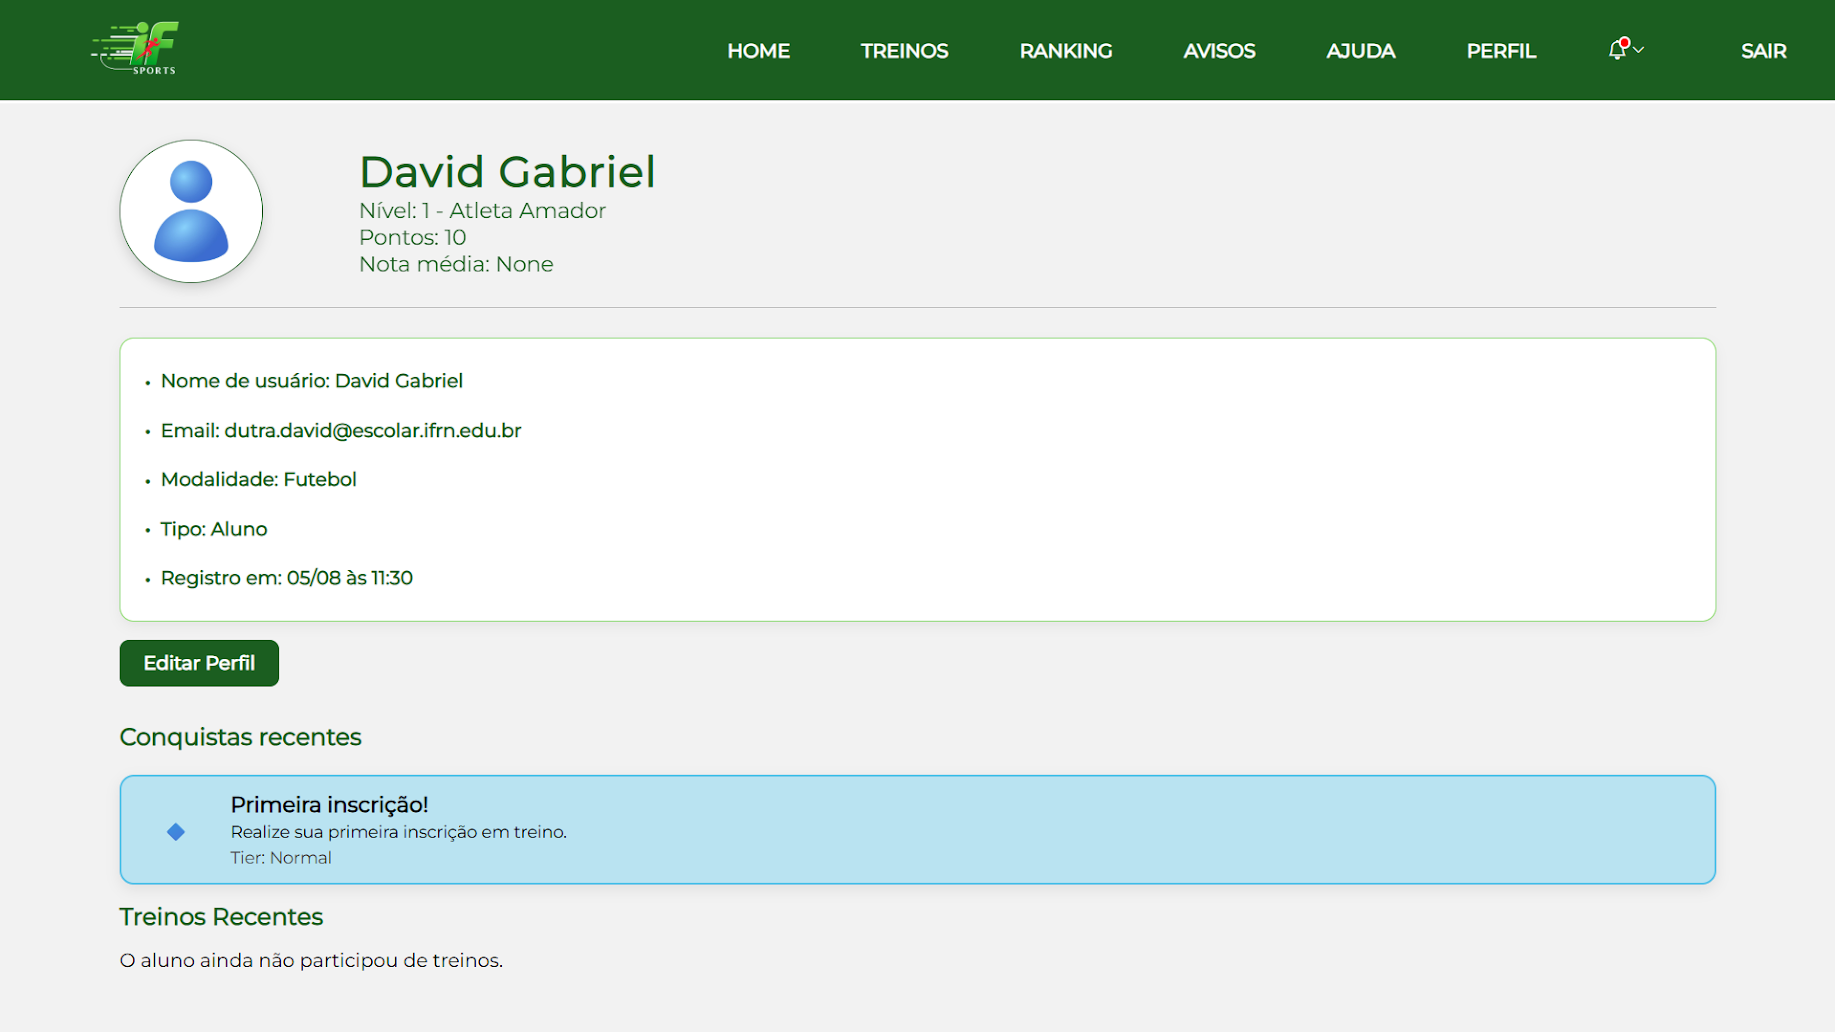 iF
SPORTS
HOME TREINOS RANKING AVISOS AJUDA PERFIL SAIR
David Gabriel
Nível: 1 - Atleta Amador
Pontos: 10
Nota média: None
• Nome de usuário: David Gabriel
• Email: dutra.david@escolar.ifrn.edu.br
• Modalidade: Futebol
• Tipo: Aluno
• Registro em: 05/08 às 11:30
Editar Perfil
Conquistas recentes
Primeira inscrição!
Realize sua primeira inscrição em treino.
Tier: Normal
Treinos Recentes
O aluno ainda não participou de treinos.